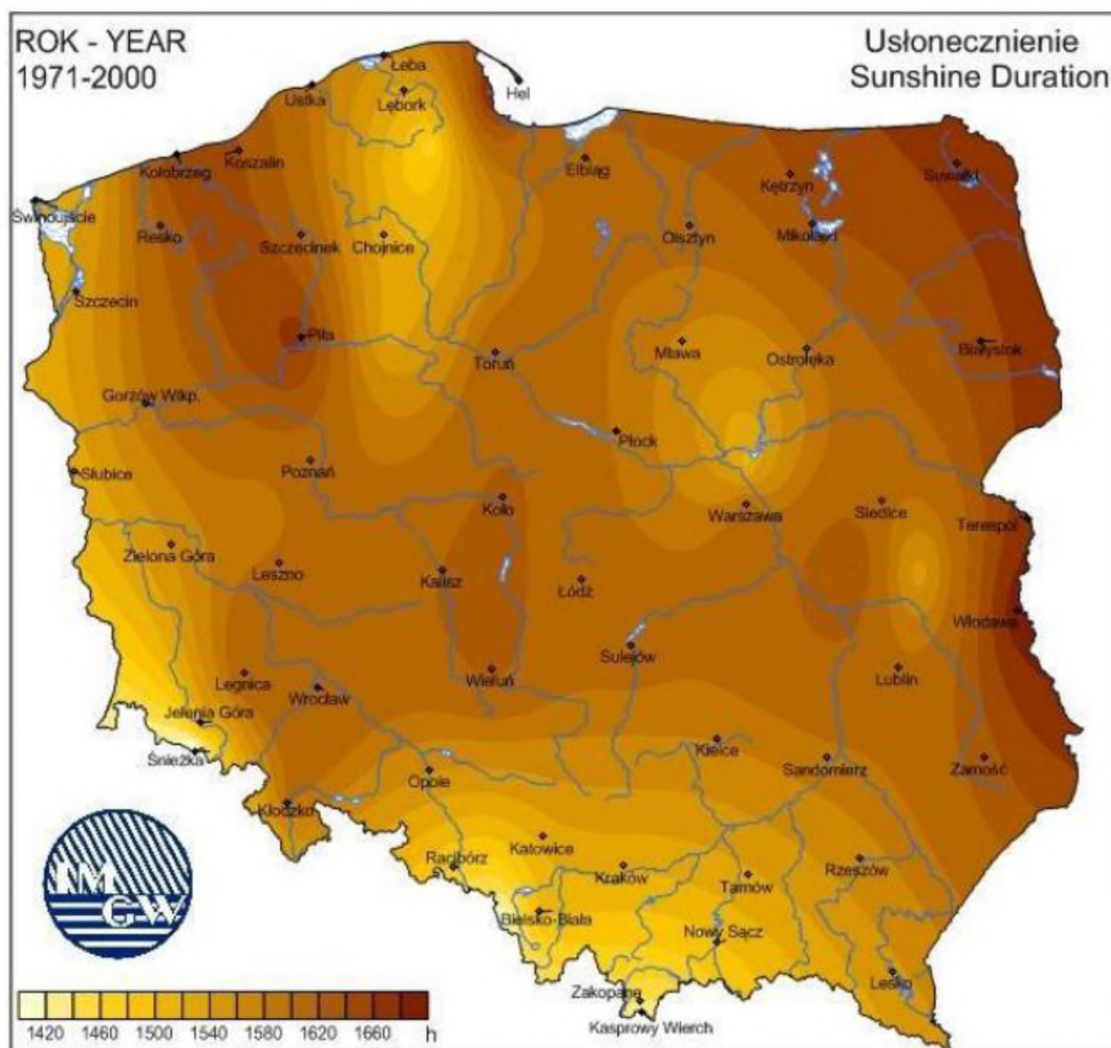 ROK - YEAR
1971-2000
Usłonecznienie
Sunshine Duration
Łeba
Hel
Ustka
Lębork
Koszalin
Kołobrzeg
Elbląg
Kętrzyn
Suwałki
Świnoujście
Resko
Szczecinek
Chojnice
Olsztyn
Mikołajki
Szczecin
Piła
Toruń
Mława
Ostrołęka
Białystok
Gorzów Wlkp.
Płock
Słubice
Poznań
Koło
Warszawa
Siedlce
Terespol
Zielona Góra
Leszno
Kalisz
Łódź
Włodawa
Sulejów
Legnica
Wrocław
Wieluń
Lublin
Jelenia Góra
Śnieżka
Kielce
Sandomierz
Zamość
Opole
Kłodzko
Racibórz
Katowice
Kraków
Tarnów
Rzeszów
Bielsko-Biała
Nowy Sącz
Lesko
Zakopane
Kasprowy Wierch
IM
GW
1420 1460 1500 1540 1580 1620 1660 h